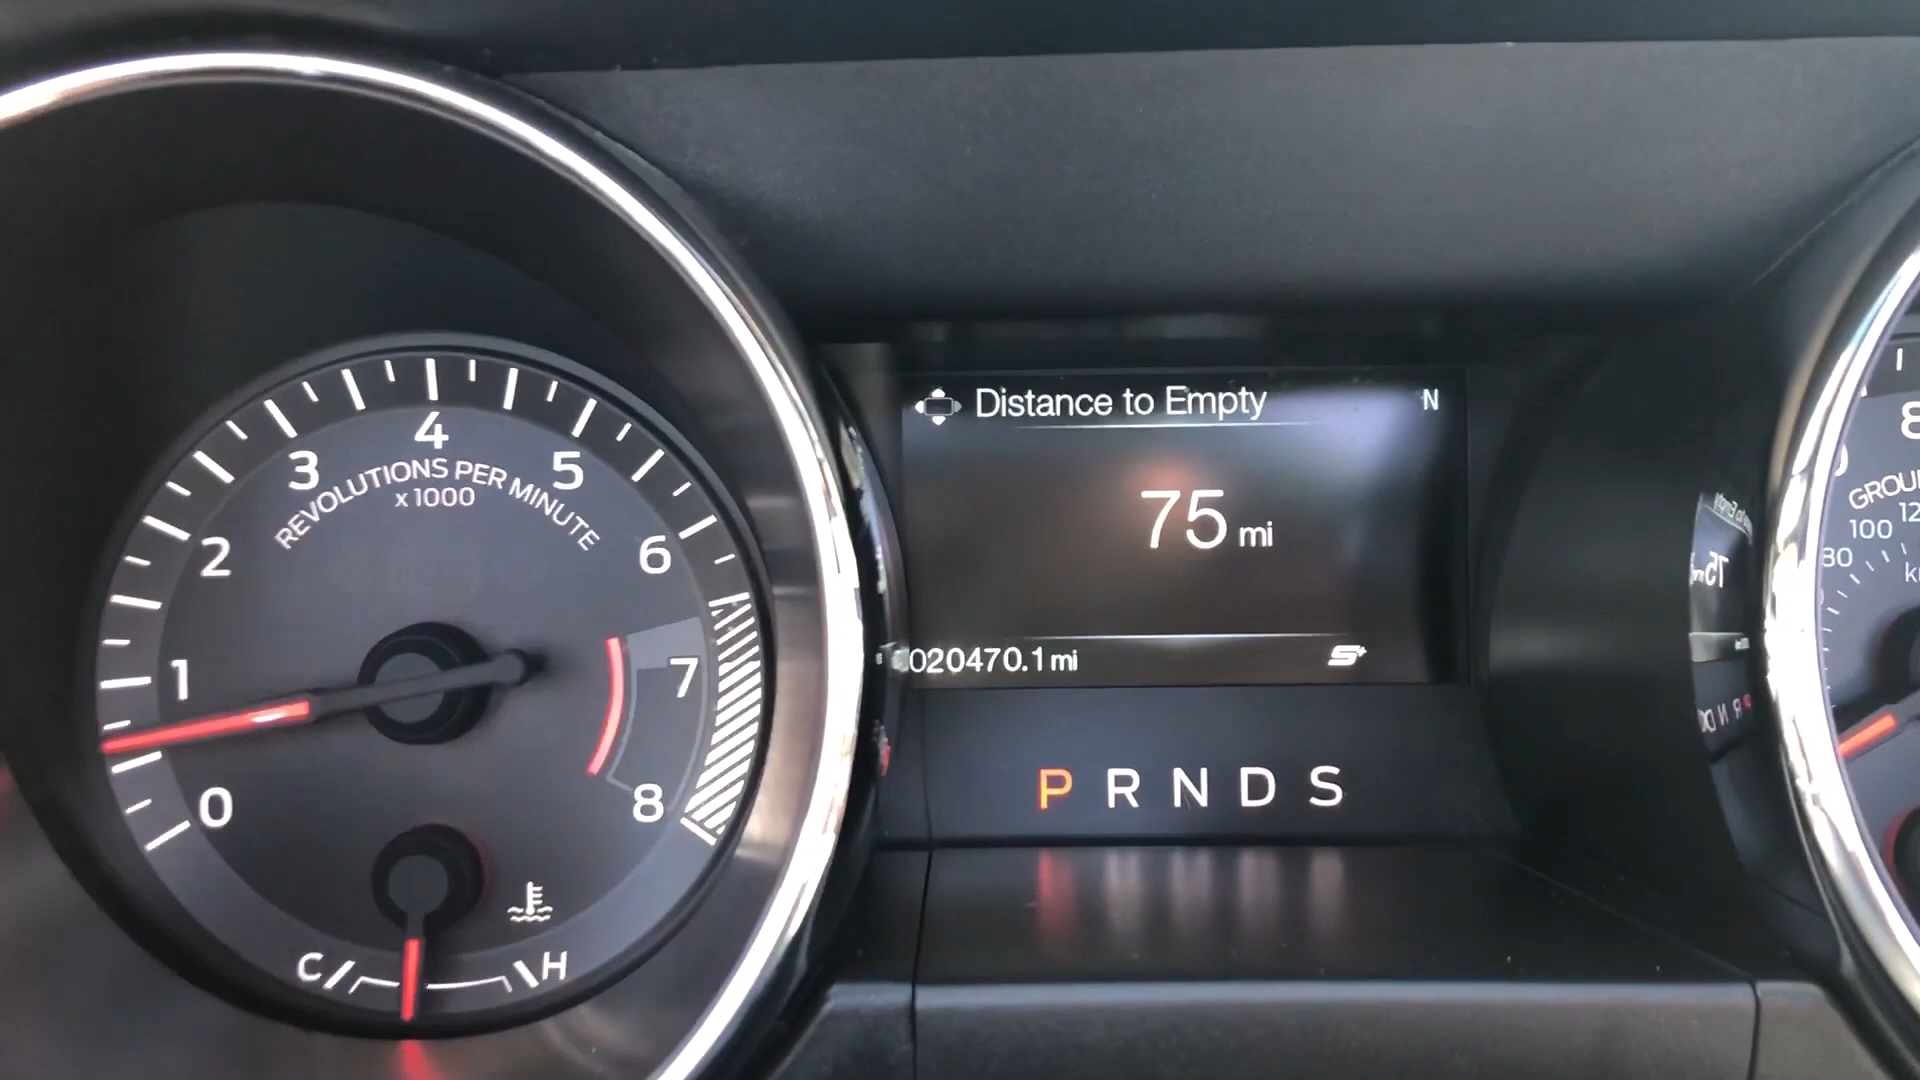 Distance to Empty N
75 mi
020470.1 mi S+
P R N D S
0 1 2 3 4 5 6 7 8
REVOLUTIONS PER MINUTE
x 1000
C H
8
100
80